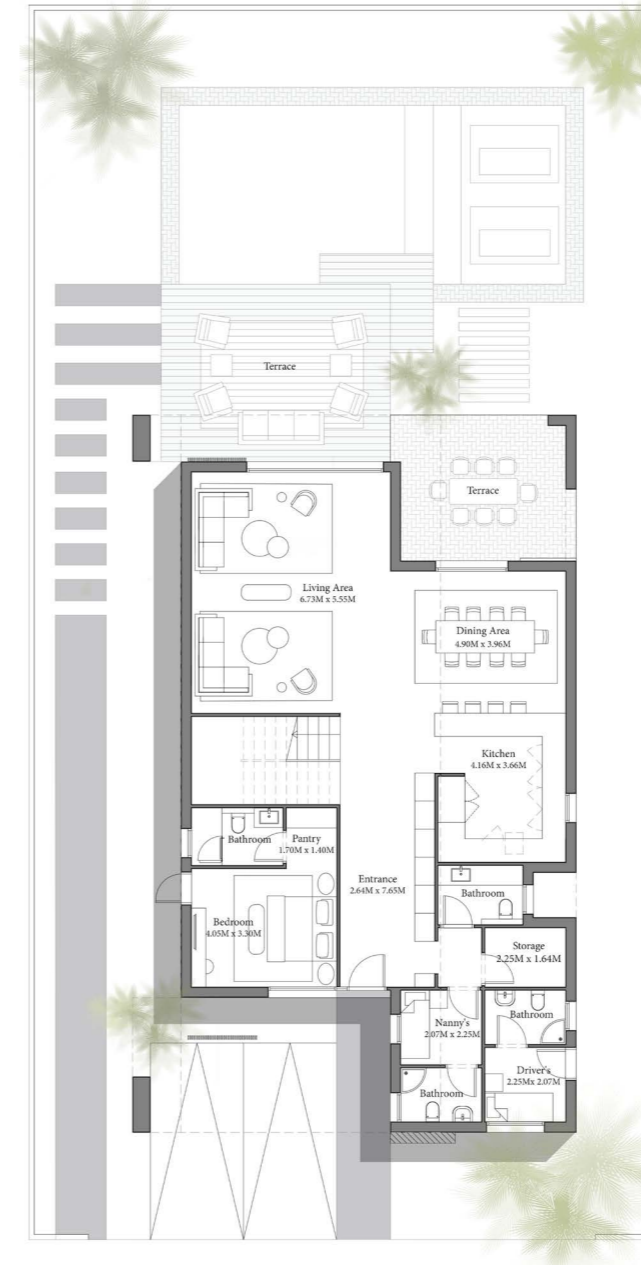 Terrace
Terrace
Living Area
6.73M x 5.55M
Dining Area
4.90M x 3.96M
Kitchen
4.16M x 3.66M
Bathroom
Pantry
1.70M x 1.40M
Entrance
2.64M x 7.65M
Bathroom
Bedroom
4.05M x 3.30M
Storage
2.25M x 1.64M
Nanny's
2.07M x 2.25M
Bathroom
Driver's
2.25Mx 2.07M
Bathroom